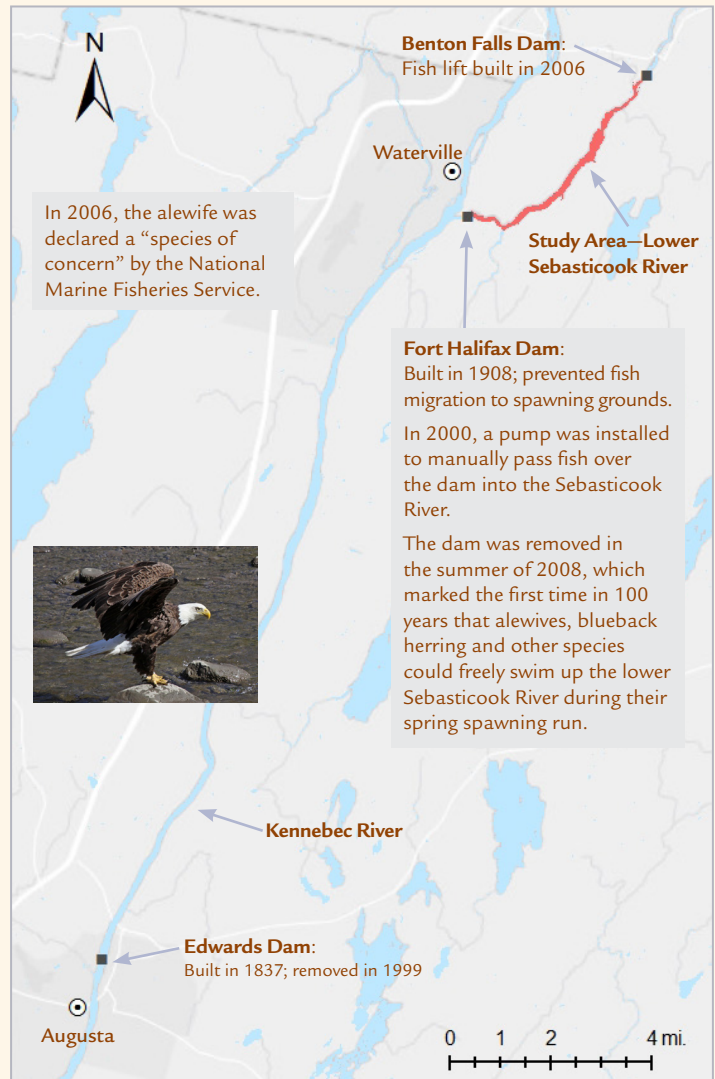 N
Benton Falls Dam:
Fish lift built in 2006
Waterville
In 2006, the alewife was
declared a “species of
concern” by the National
Marine Fisheries Service.
Study Area—Lower
Sebasticook River
Fort Halifax Dam:
Built in 1908; prevented fish
migration to spawning grounds.
In 2000, a pump was installed
to manually pass fish over
the dam into the Sebasticook
River.
The dam was removed in
the summer of 2008, which
marked the first time in 100
years that alewives, blueback
herring and other species
could freely swim up the lower
Sebasticook River during their
spring spawning run.
Kennebec River
Edwards Dam:
Built in 1837; removed in 1999
Augusta
0 1 2 4 mi.